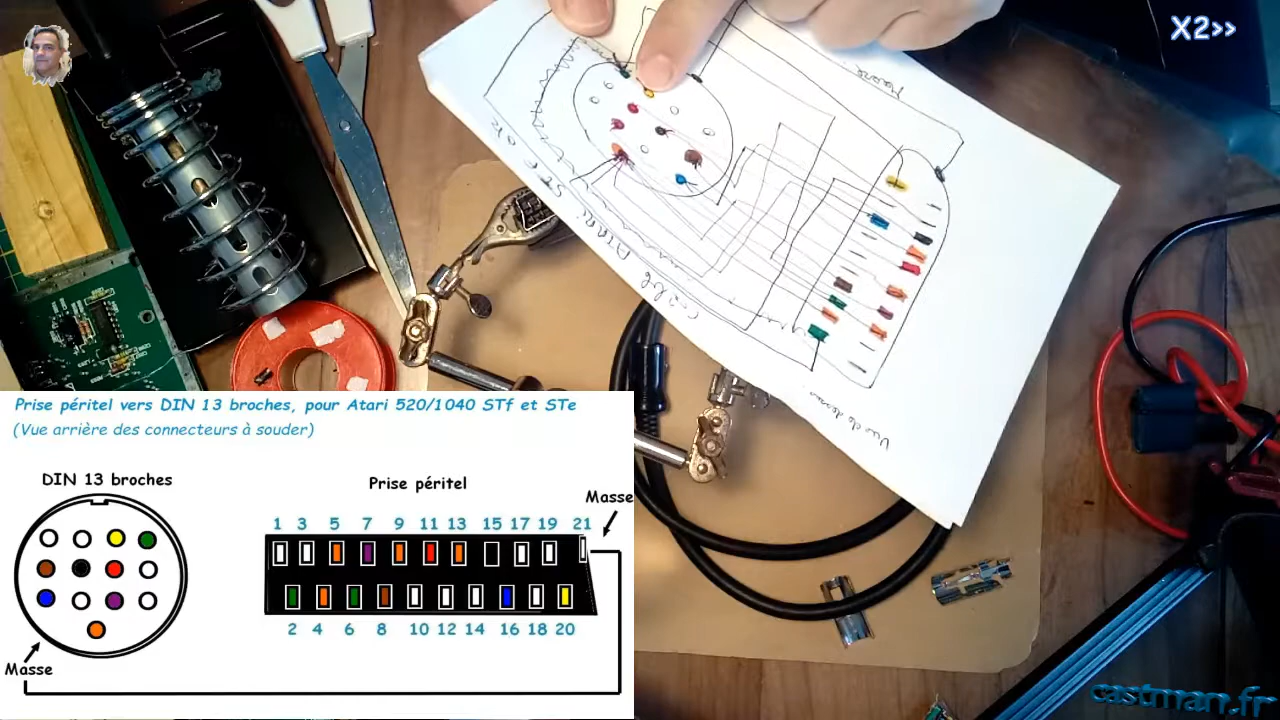 X2>>
Prise péritel vers DIN 13 broches, pour Atari 520/1040 STf et STe
(Vue arrière des connecteurs à souder)
DIN 13 broches
Prise péritel
Masse
1 3 5 7 9 11 13 15 17 19 21
2 4 6 8 10 12 14 16 18 20
Masse
castman.fr